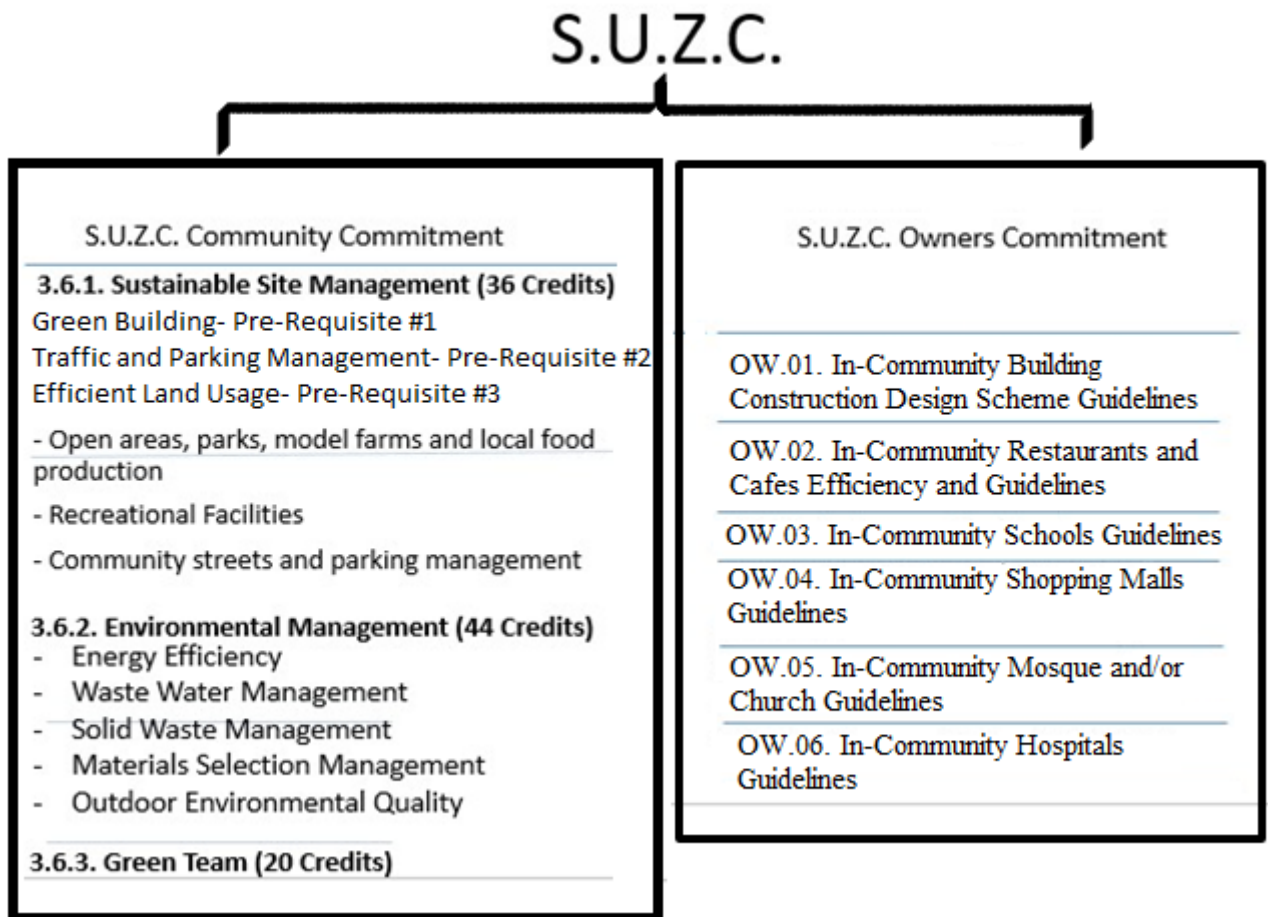 S.U.Z.C.
S.U.Z.C. Community Commitment
3.6.1. Sustainable Site Management (36 Credits)
Green Building- Pre-Requisite #1
Traffic and Parking Management- Pre-Requisite #2
Efficient Land Usage- Pre-Requisite #3
- Open areas, parks, model farms and local food
production
- Recreational Facilities
- Community streets and parking management
3.6.2. Environmental Management (44 Credits)
- Energy Efficiency
- Waste Water Management
- Solid Waste Management
- Materials Selection Management
- Outdoor Environmental Quality
3.6.3. Green Team (20 Credits)
S.U.Z.C. Owners Commitment
OW.01. In-Community Building
Construction Design Scheme Guidelines
OW.02. In-Community Restaurants and
Cafes Efficiency and Guidelines
OW.03. In-Community Schools Guidelines
OW.04. In-Community Shopping Malls
Guidelines
OW.05. In-Community Mosque and/or
Church Guidelines
OW.06. In-Community Hospitals
Guidelines